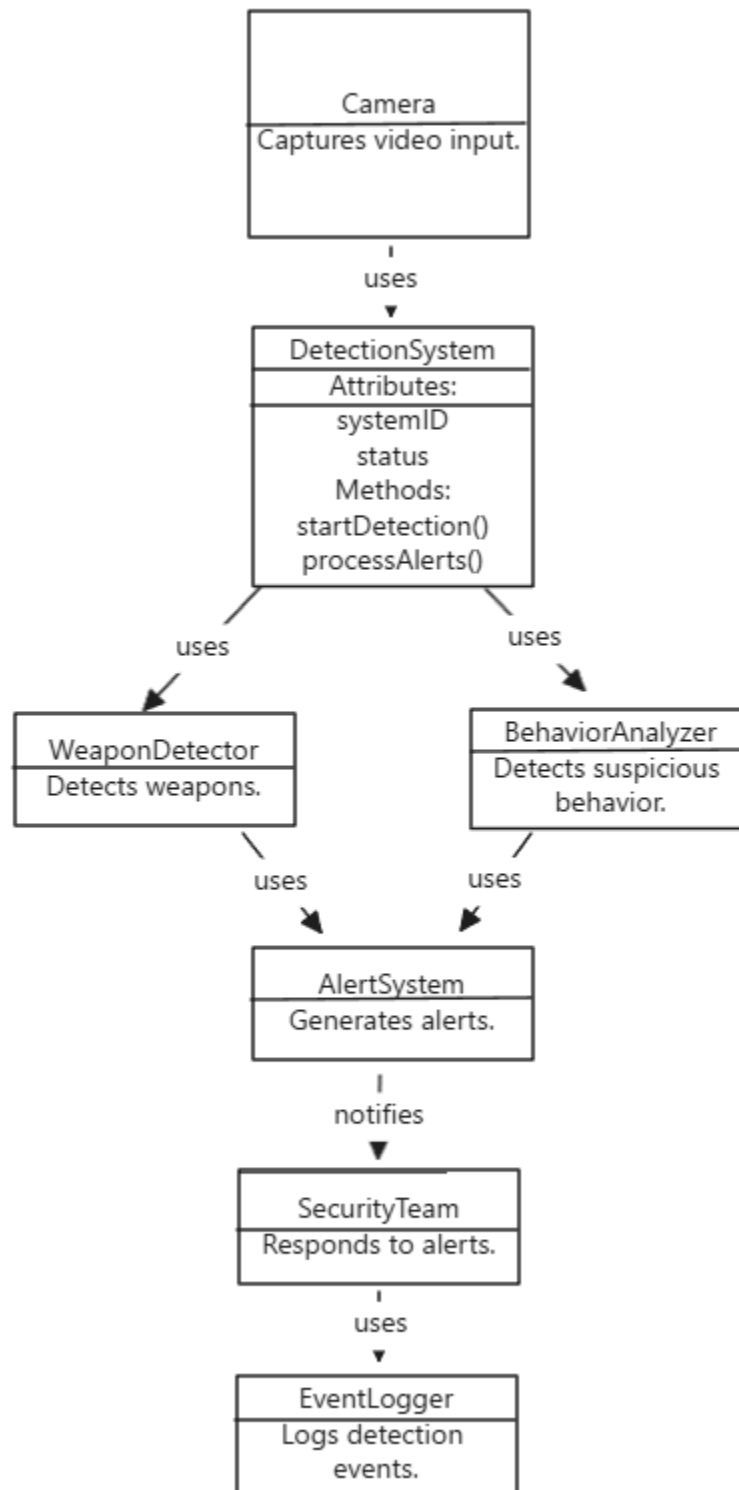 Camera
Captures video input.
uses
DetectionSystem
Attributes:
systemID
status
Methods:
startDetection()
processAlerts()
uses
uses
WeaponDetector
Detects weapons.
BehaviorAnalyzer
Detects suspicious
behavior.
uses
uses
AlertSystem
Generates alerts.
notifies
SecurityTeam
Responds to alerts.
uses
EventLogger
Logs detection
events.